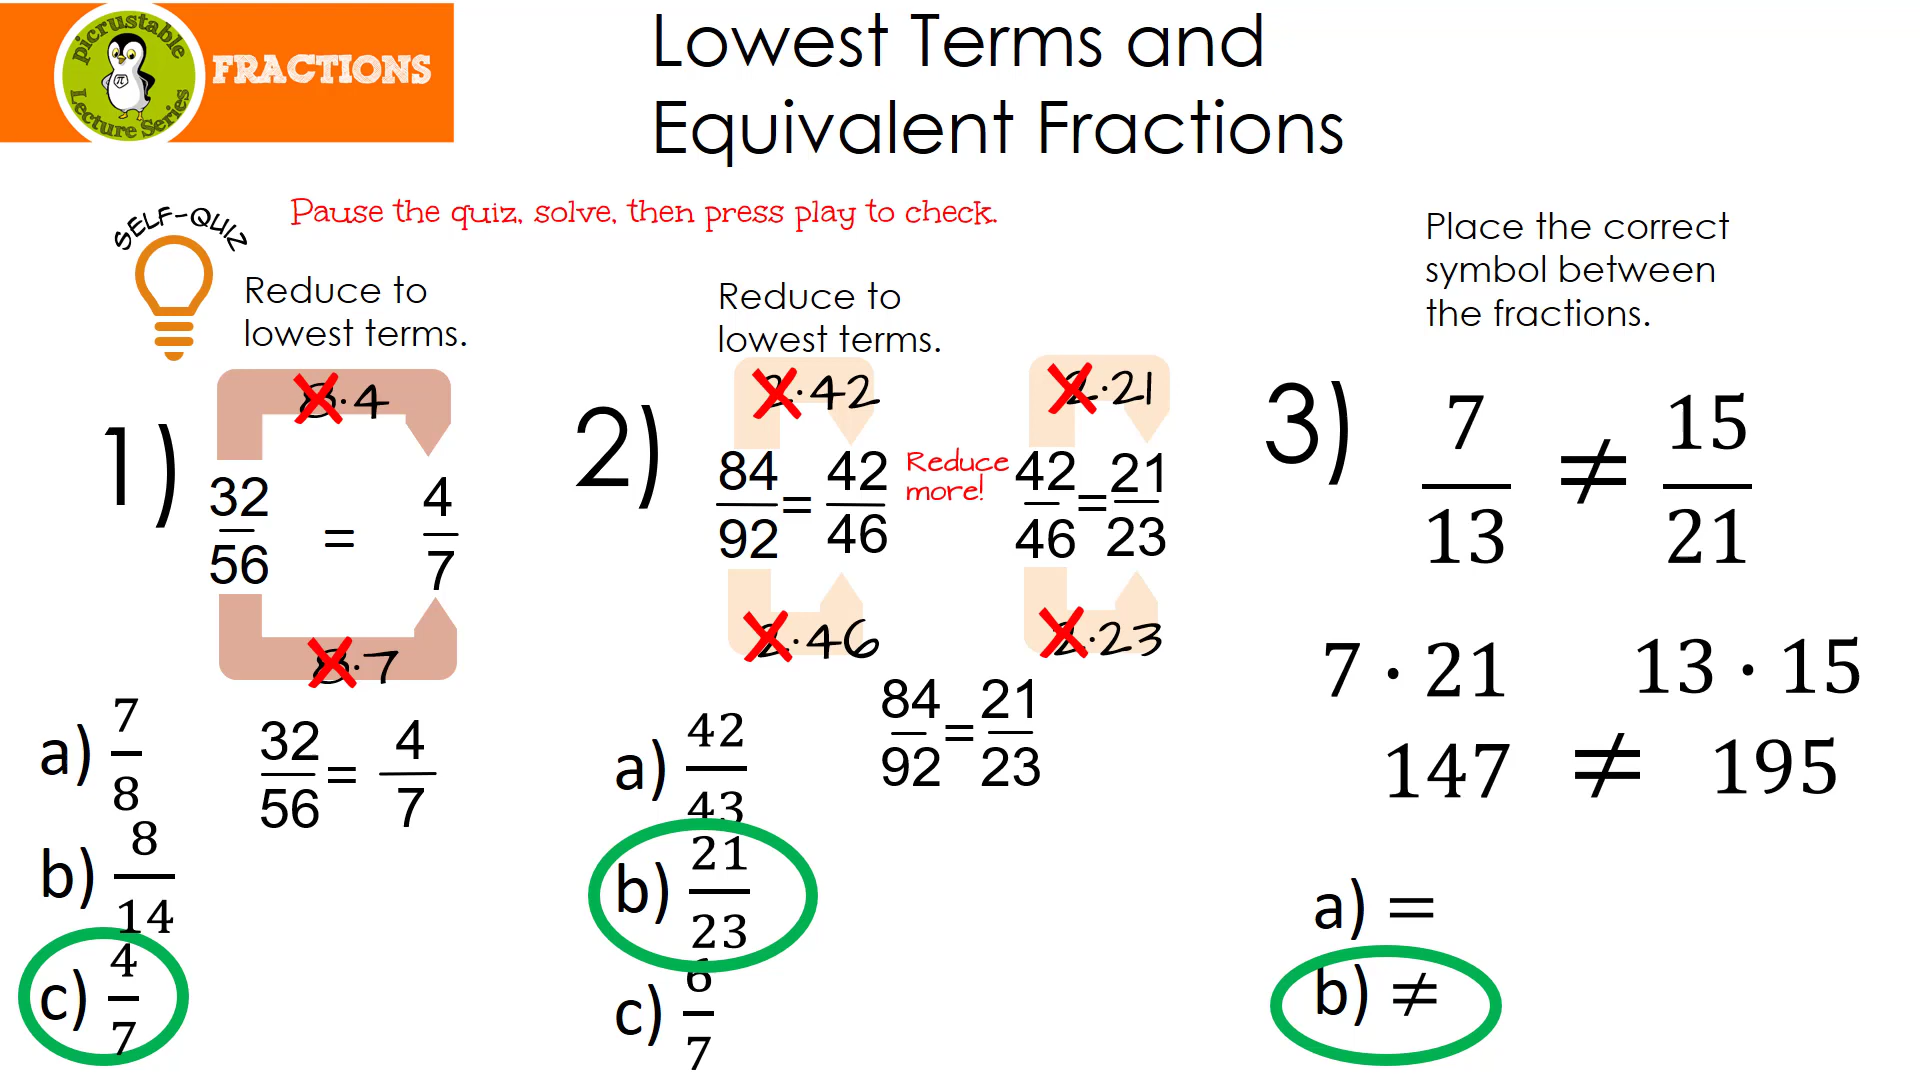 picrustable
Lecture Series
π
FRACTIONS
Lowest Terms and
Equivalent Fractions
SELF-QUIZ
Pause the quiz, solve, then press play to check.
Reduce to
lowest terms.
1)
8·4
32/56 = 4/7
8·7
a) 7/8
b) 8/14
c) 4/7
32/56 = 4/7
Reduce to
lowest terms.
2)
2·42
84/92 = 42/46
2·46
Reduce
more!
2·21
42/46 = 21/23
2·23
84/92 = 21/23
a) 42/43
b) 21/23
c) 6/7
Place the correct
symbol between
the fractions.
3)
7/13 ≠ 15/21
7 · 21 13 · 15
147 ≠ 195
a) =
b) ≠